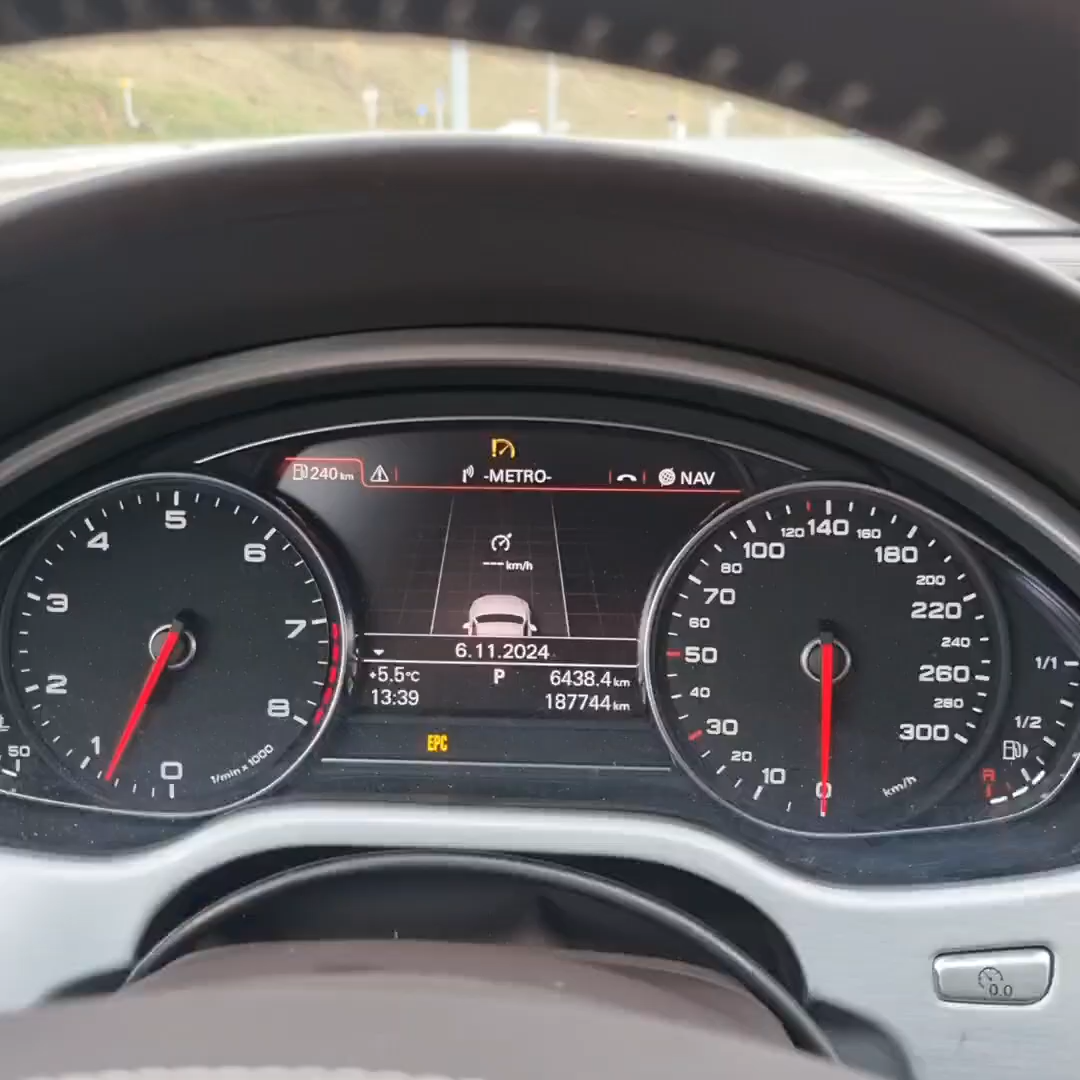 240 km
-METRO-
NAV
--- km/h
6.11.2024
+5.5°C
P
6438.4 km
13:39
187744 km
EPC
0
1
2
3
4
5
6
7
8
1/min x 1000
50
0
10
20
30
40
50
60
70
80
100
120
140
160
180
200
220
240
260
280
300
km/h
1/1
1/2
R
0.0